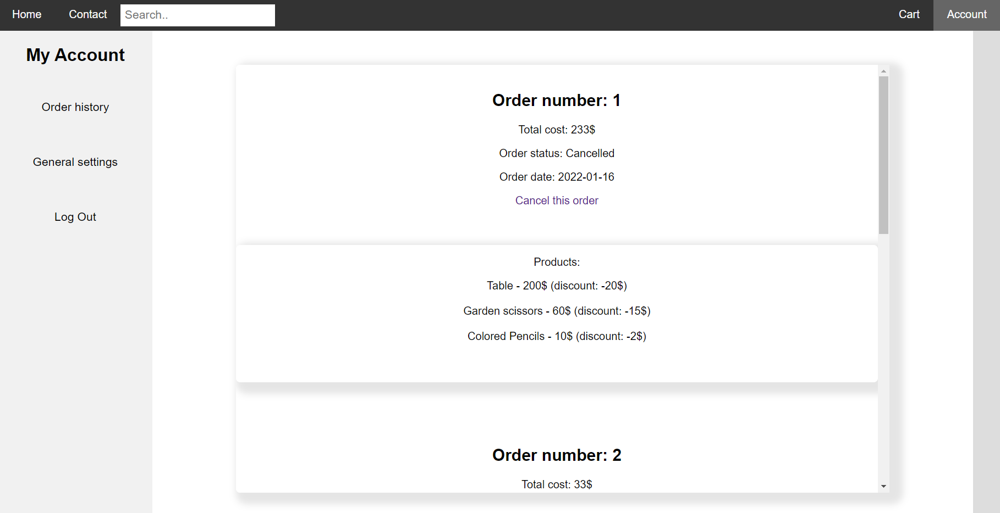 Home Contact Search.. Cart Account
My Account
Order history
General settings
Log Out
Order number: 1
Total cost: 233$
Order status: Cancelled
Order date: 2022-01-16
Cancel this order
Products:
Table - 200$ (discount: -20$)
Garden scissors - 60$ (discount: -15$)
Colored Pencils - 10$ (discount: -2$)
Order number: 2
Total cost: 33$